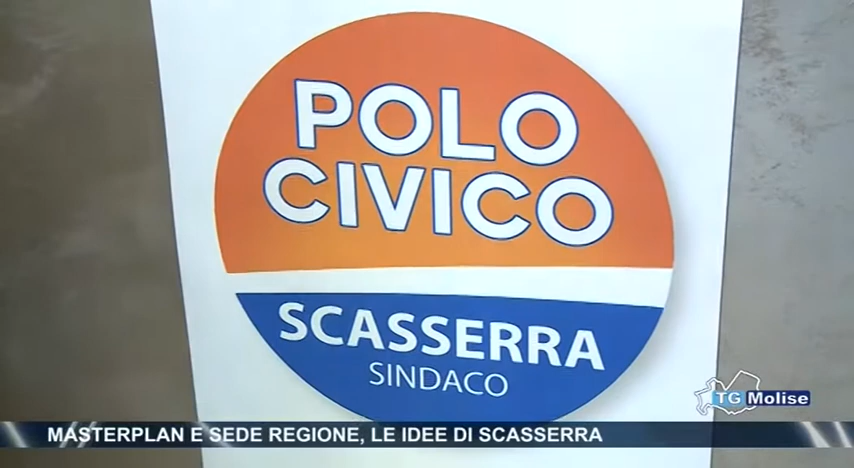 POLO
CIVICO
SCASSERRA
SINDACO
TG Molise
MASTERPLAN E SEDE REGIONE, LE IDEE DI SCASSERRA